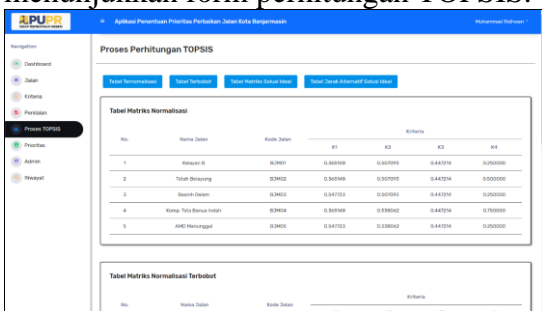 menunjukkan form perhitungan TOPSIS.
PUPR
Aplikasi Penentuan Prioritas Perbaikan Jalan Kota Banjarmasin
Navigation
Dashboard
Jalan
Kriteria
Penilaian
Proses TOPSIS
Prioritas
Admin
Riwayat
Proses Perhitungan TOPSIS
Tabel Ternormalisasi Tabel Terbobot Tabel Matriks Solusi Ideal Tabel Jarak Alternatif Solusi Ideal
Tabel Matriks Normalisasi
No. Nama Jalan Kode Jalan Kriteria
K1 K2 K3 K4
1 Kelayan B BJM01 0.365148 0.507093 0.447214 0.250000
2 Tatah Belayung BJM02 0.365148 0.507093 0.447214 0.500000
3 BJM03 0.547723 0.507093 0.447214 0.250000
4 Komp. Tata Banua Indah BJM04 0.365148 0.338062 0.447214 0.750000
5 AMD Manunggal BJM05 0.547723 0.338062 0.447214 0.250000
Tabel Matriks Normalisasi Terbobot
No. Nama Jalan Kode Jalan Kriteria